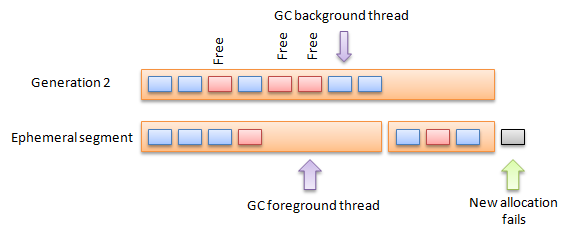 GC background thread
Free
Free
Free
Generation 2
Ephemeral segment
GC foreground thread
New allocation
fails